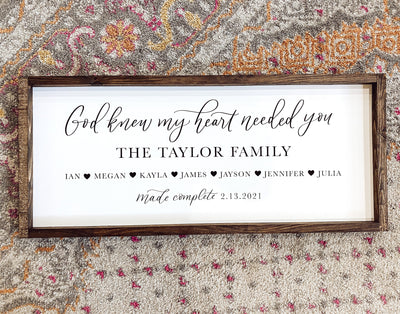 God knew my heart needed you
THE TAYLOR FAMILY
IAN ♥ MEGAN ♥ KAYLA ♥ JAMES ♥ JAYSON ♥ JENNIFER ♥ JULIA
made complete 2.13.2021